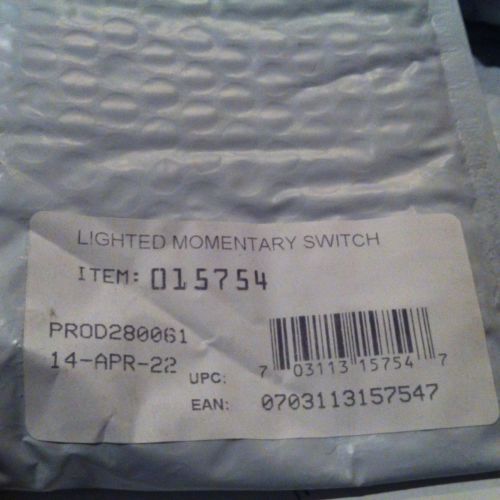 LIGHTED MOMENTARY SWITCH
ITEM: 015754
PROD280061
14-APR-22
7 03113 15754 7
UPC:
EAN: 0703113157547